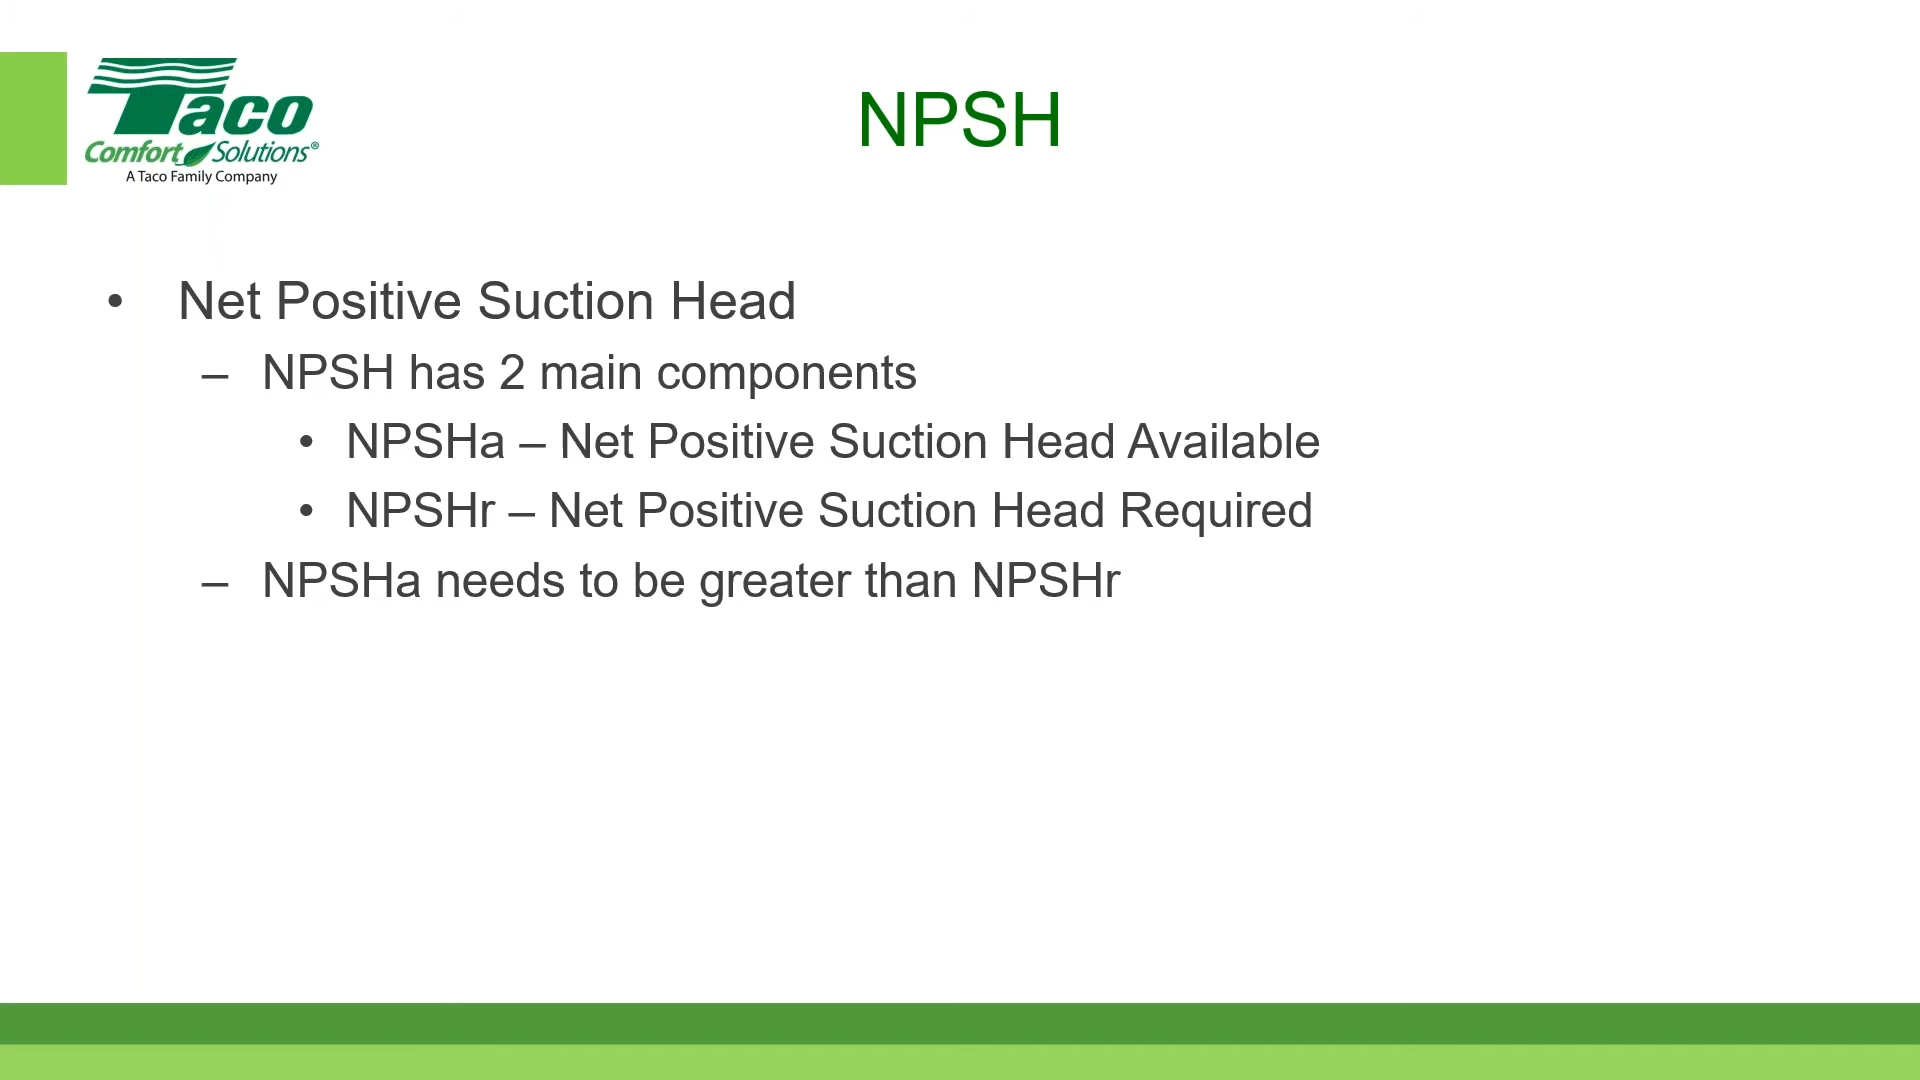 Taco
Comfort Solutions®
A Taco Family Company
NPSH
• Net Positive Suction Head
– NPSH has 2 main components
• NPSHa – Net Positive Suction Head Available
• NPSHr – Net Positive Suction Head Required
– NPSHa needs to be greater than NPSHr